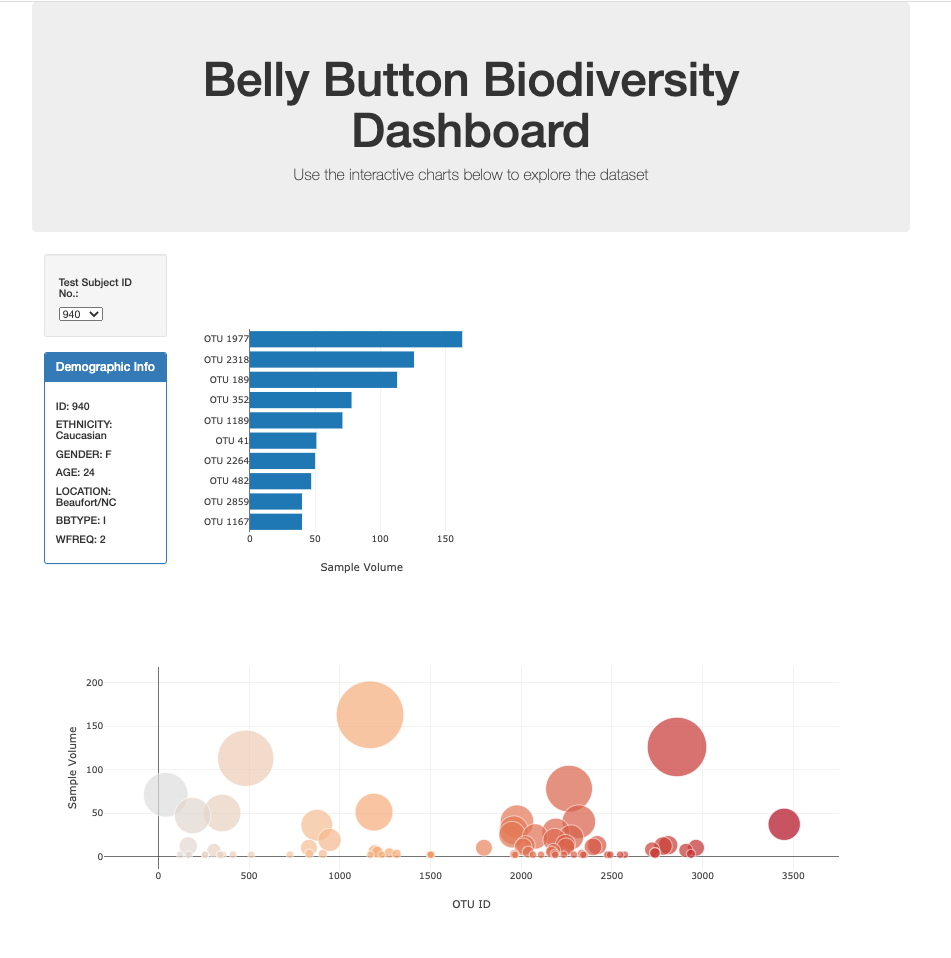 Belly Button Biodiversity
Dashboard
Use the interactive charts below to explore the dataset
Test Subject ID
No.:
940
Demographic Info
ID: 940
ETHNICITY:
Caucasian
GENDER: F
AGE: 24
LOCATION:
Beaufort/NC
BBTYPE: I
WFREQ: 2
OTU 1977
OTU 2318
OTU 189
OTU 352
OTU 1189
OTU 41
OTU 2264
OTU 482
OTU 2859
OTU 1167
0 50 100 150
Sample Volume
200
150
100
50
0
Sample Volume
0 500 1000 1500 2000 2500 3000 3500
OTU ID